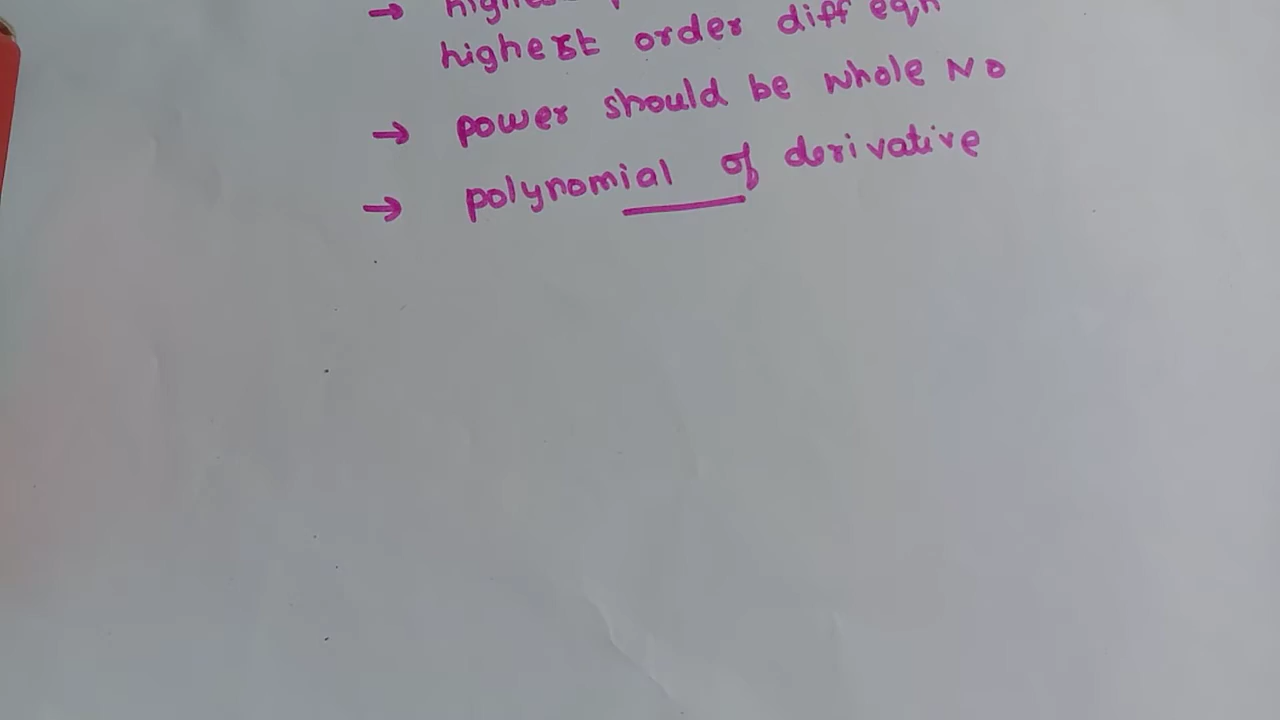 →
highest order diff eqn
→ power should be whole No
→ polynomial of derivative